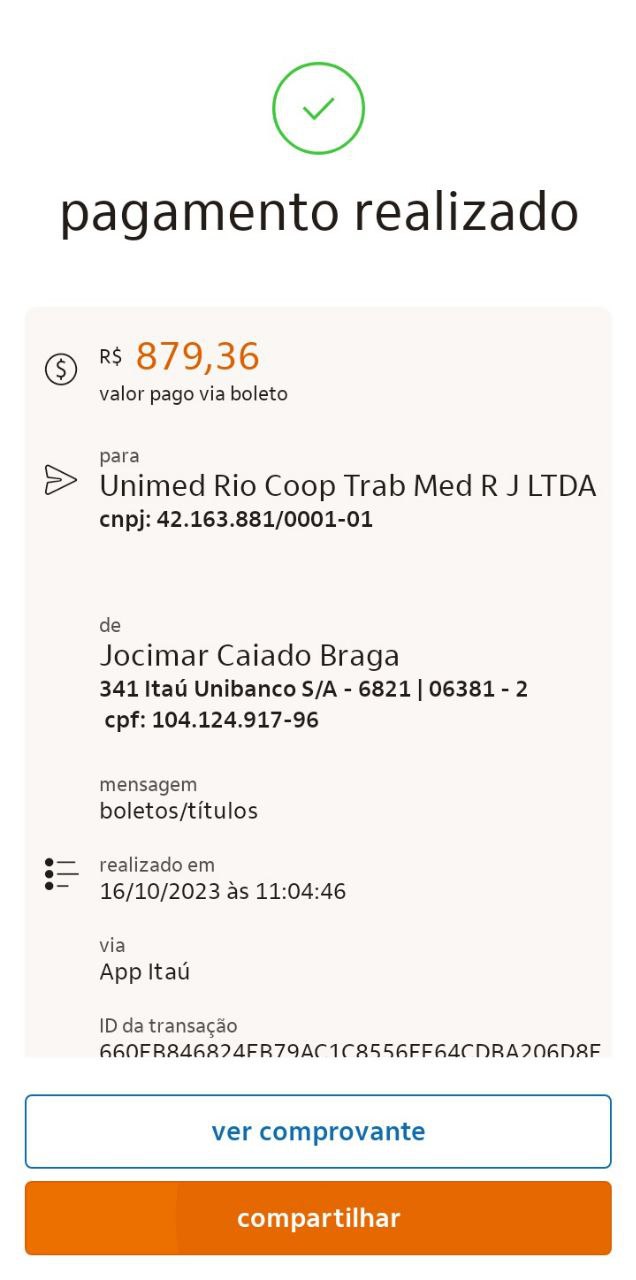 pagamento realizado
R$ 879,36
valor pago via boleto
para
Unimed Rio Coop Trab Med R J LTDA
cnpj: 42.163.881/0001-01
de
Jocimar Caiado Braga
341 Itaú Unibanco S/A - 6821 | 06381 - 2
cpf: 104.124.917-96
mensagem
boletos/títulos
realizado em
16/10/2023 às 11:04:46
via
App Itaú
ID da transação
ver comprovante
compartilhar